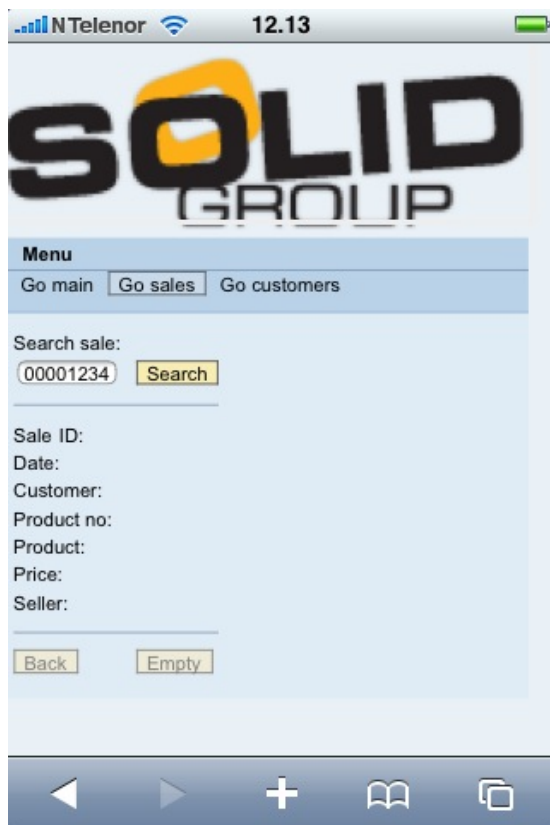 N Telenor 12.13
SOLID
GROUP
Menu
Go main Go sales Go customers
Search sale:
00001234 Search
Sale ID:
Date:
Customer:
Product no:
Product:
Price:
Seller:
Back Empty